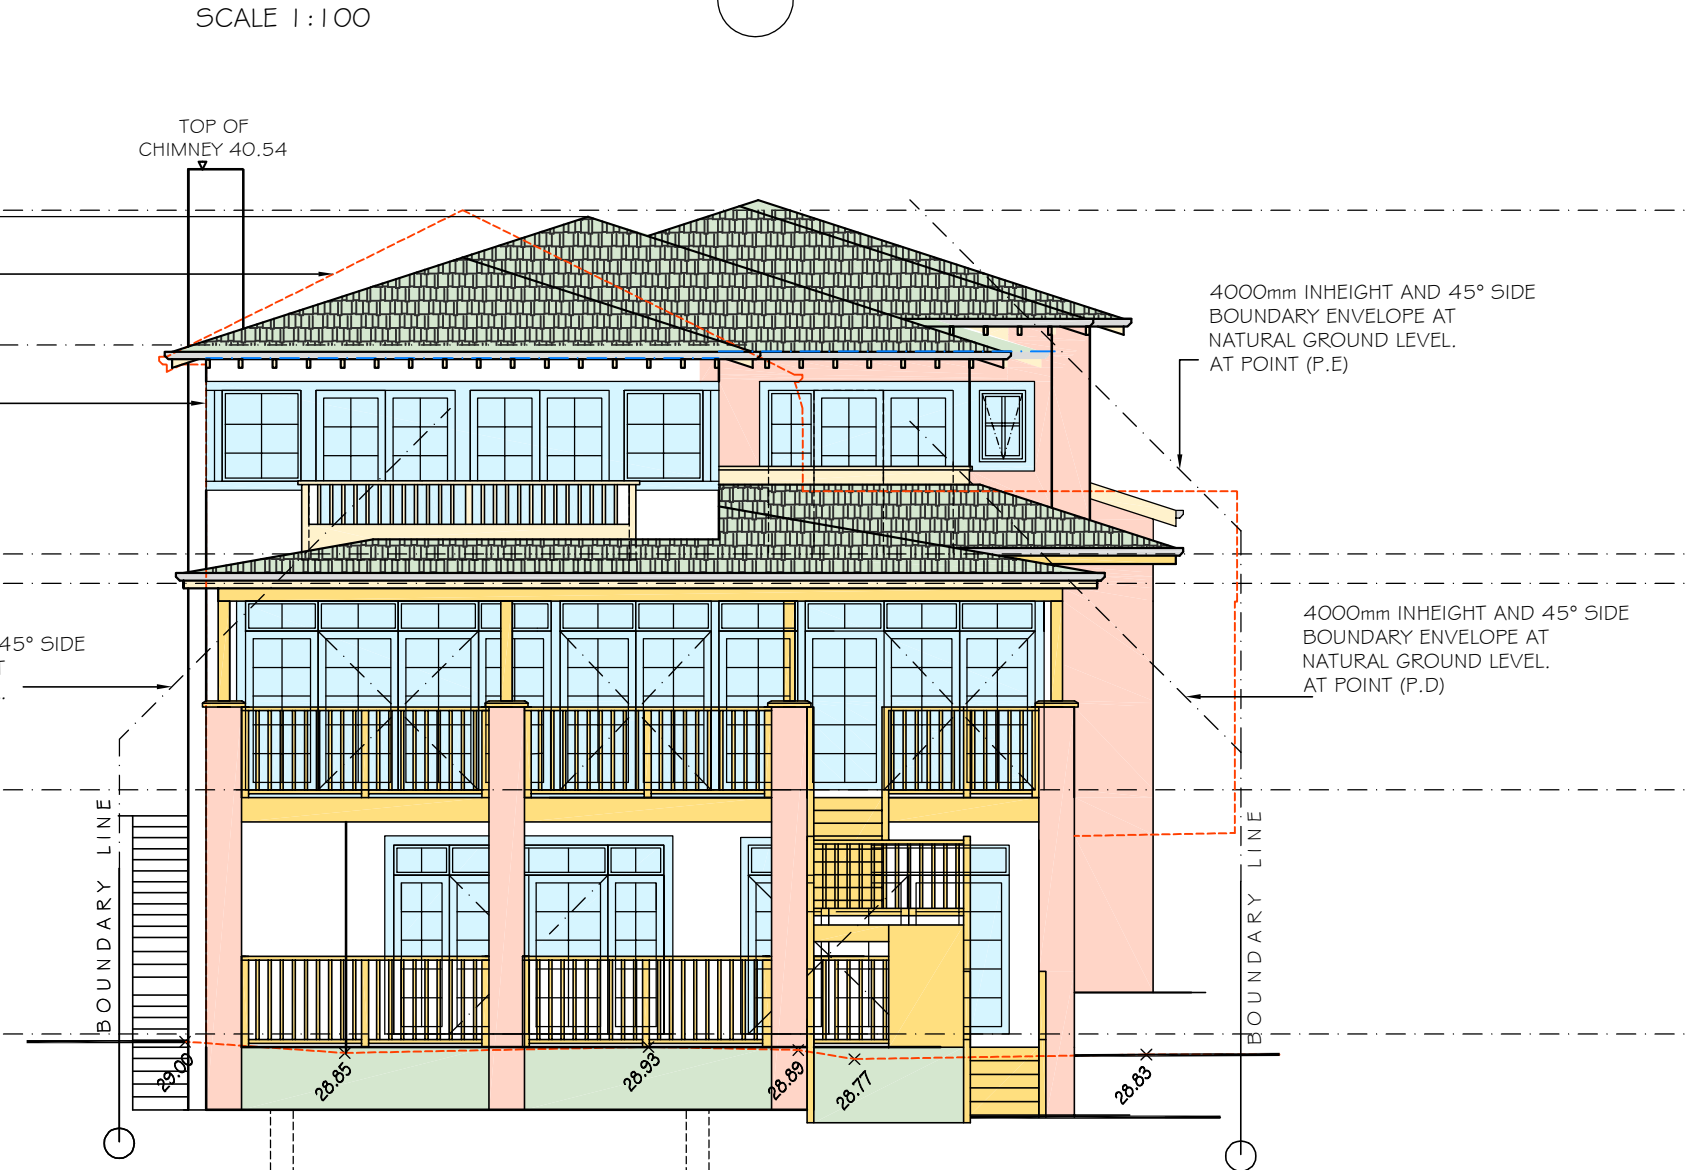 SCALE 1:100
TOP OF
CHIMNEY 40.54
4000mm INHEIGHT AND 45° SIDE
BOUNDARY ENVELOPE AT
NATURAL GROUND LEVEL.
AT POINT (P.E)
4000mm INHEIGHT AND 45° SIDE
BOUNDARY ENVELOPE AT
NATURAL GROUND LEVEL.
AT POINT (P.D)
45° SIDE
BOUNDARY LINE
BOUNDARY LINE
29.00
28.85
28.93
28.89
28.77
28.83